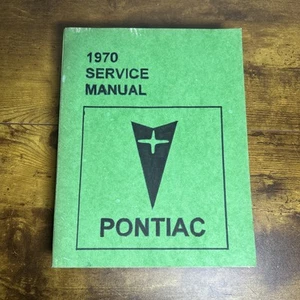 1970
SERVICE
MANUAL
PONTIAC